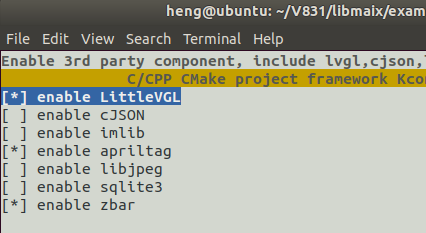 heng@ubuntu: ~/V831/libmaix/exam
File Edit View Search Terminal Help
Enable 3rd party component, include lvgl,cjson,
C/CPP CMake project framework Kco
[*] enable LittleVGL
[ ] enable cJSON
[ ] enable imlib
[*] enable apriltag
[ ] enable libjpeg
[ ] enable sqlite3
[*] enable zbar